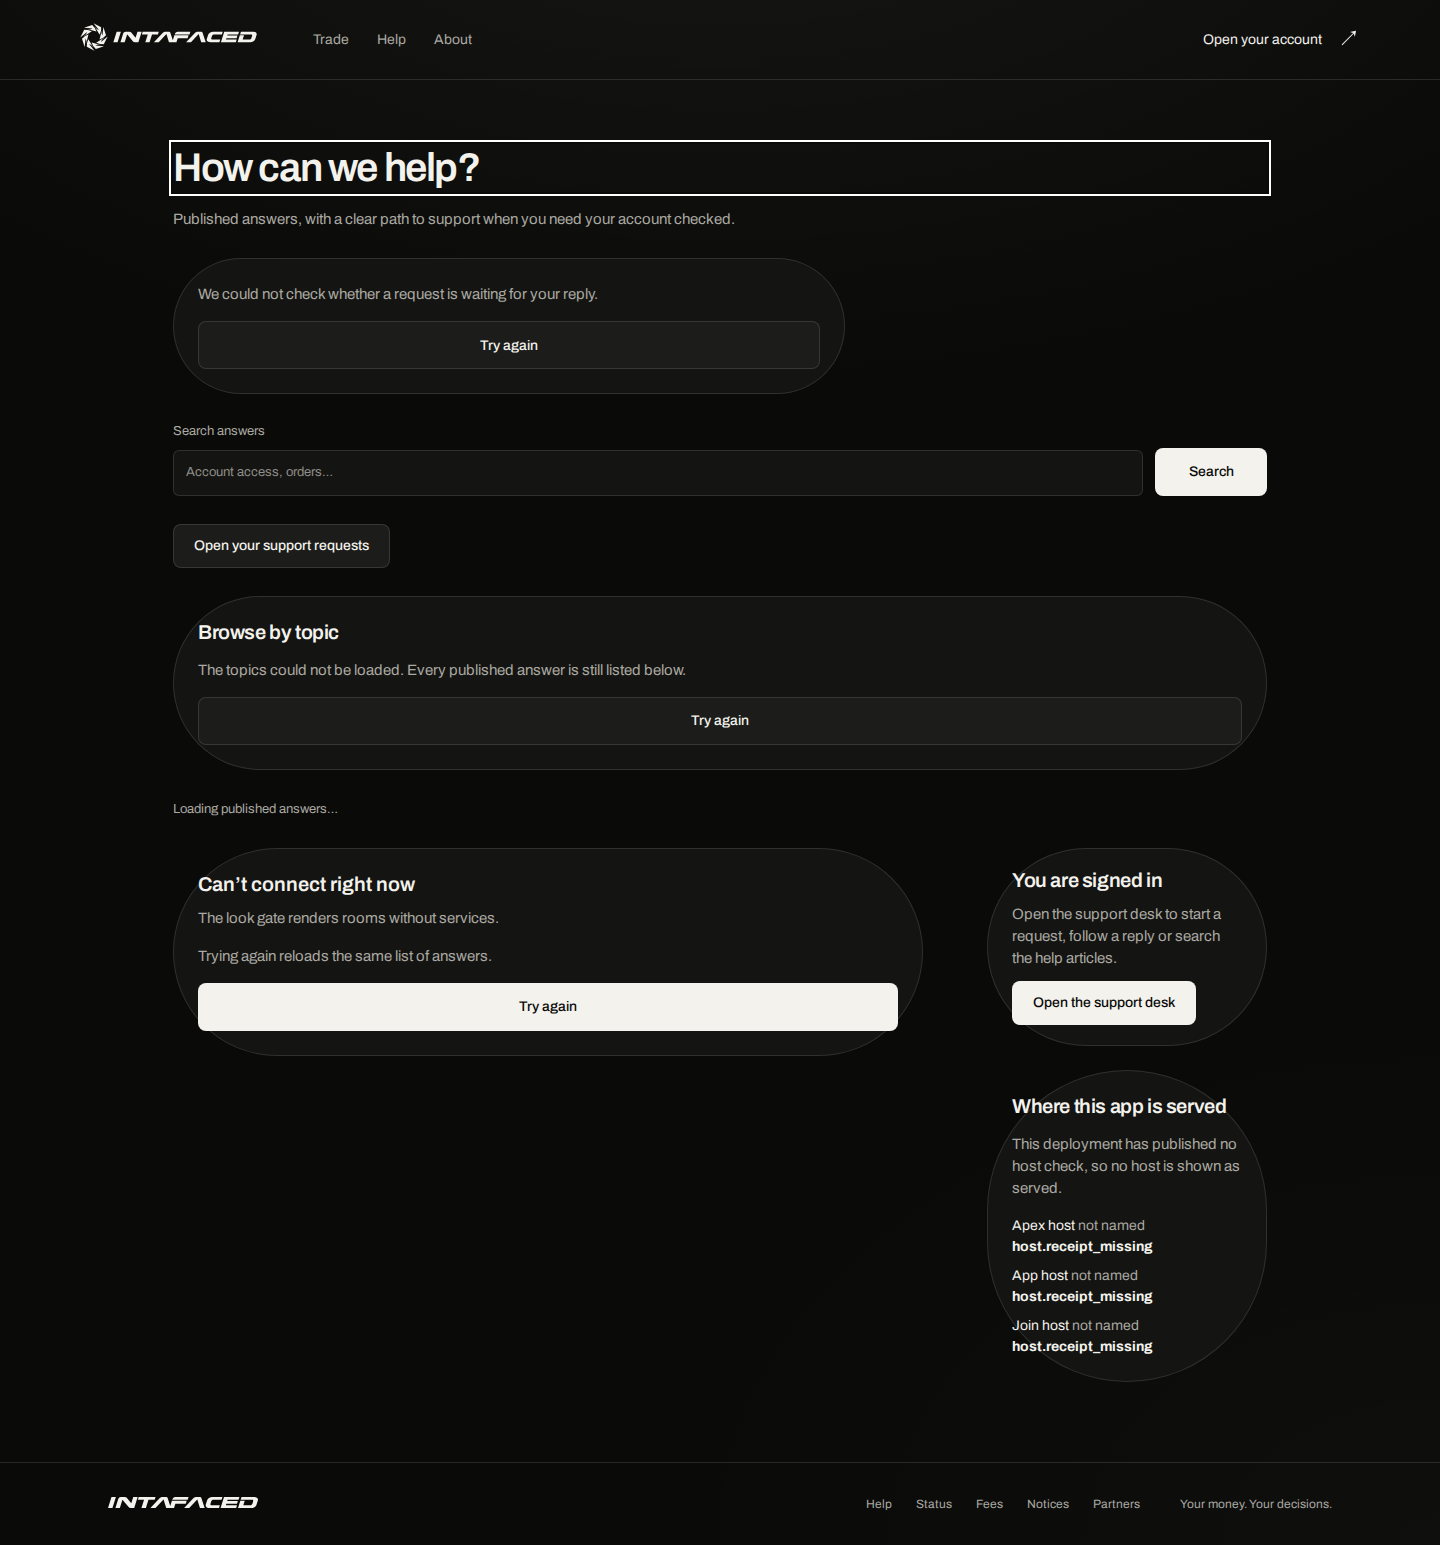 INTAFACED
Trade Help About
Open your account
How can we help?
Published answers, with a clear path to support when you need your account checked.
We could not check whether a request is waiting for your reply.
Try again
Search answers
Account access, orders...
Search
Open your support requests
Browse by topic
The topics could not be loaded. Every published answer is still listed below.
Try again
Loading published answers...
Can’t connect right now
The look gate renders rooms without services.
Trying again reloads the same list of answers.
Try again
You are signed in
Open the support desk to start a
request, follow a reply or search
the help articles.
Open the support desk
Where this app is served
This deployment has published no
host check, so no host is shown as
served.
Apex host not named
host.receipt_missing
App host not named
host.receipt_missing
Join host not named
host.receipt_missing
INTAFACED
Help Status Fees Notices Partners
Your money. Your decisions.